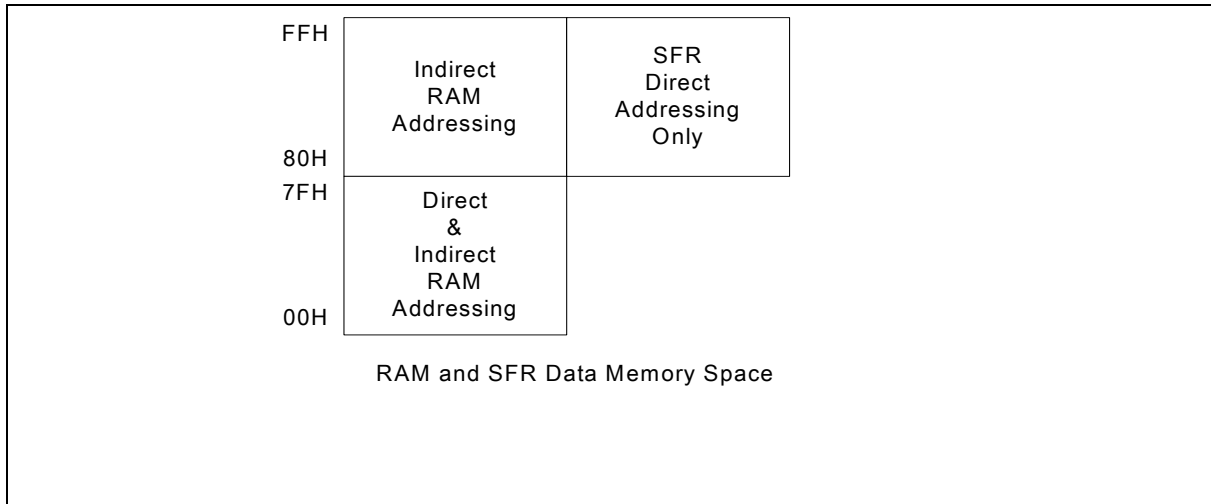 FFH
Indirect
RAM
Addressing
SFR
Direct
Addressing
Only
80H
7FH
Direct
&
Indirect
RAM
Addressing
00H
RAM and SFR Data Memory Space